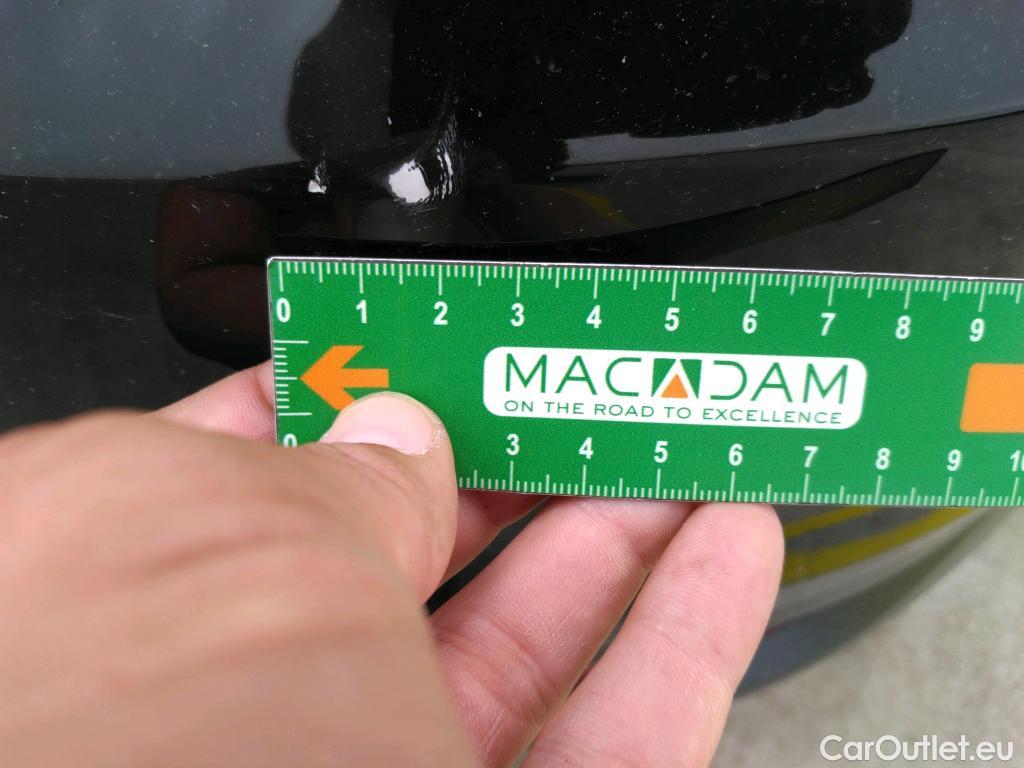 0 1 2 3 4 5 6 7 8 9
MACADAM
ON THE ROAD TO EXCELLENCE
0 3 4 5 6 7 8 9 10
CarOutlet.eu